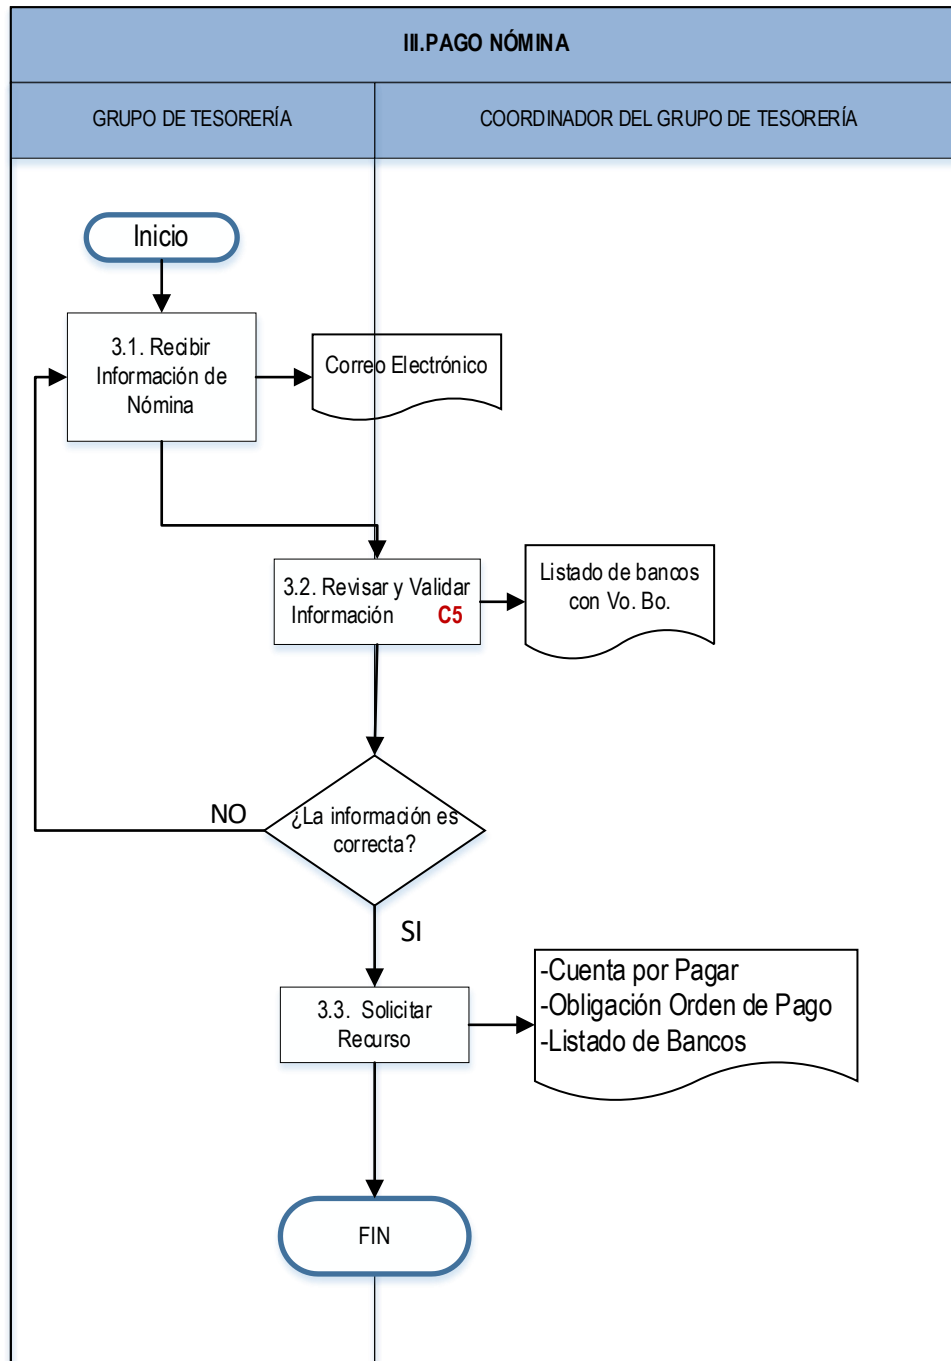 III.PAGO NÓMINA
GRUPO DE TESORERÍA
COORDINADOR DEL GRUPO DE TESORERÍA
Inicio
3.1. Recibir
Información de
Nómina
Correo Electrónico
3.2. Revisar y Validar
Información C5
Listado de bancos
con Vo. Bo.
¿La información es
correcta?
NO
SI
3.3. Solicitar
Recurso
-Cuenta por Pagar
-Obligación Orden de Pago
-Listado de Bancos
FIN